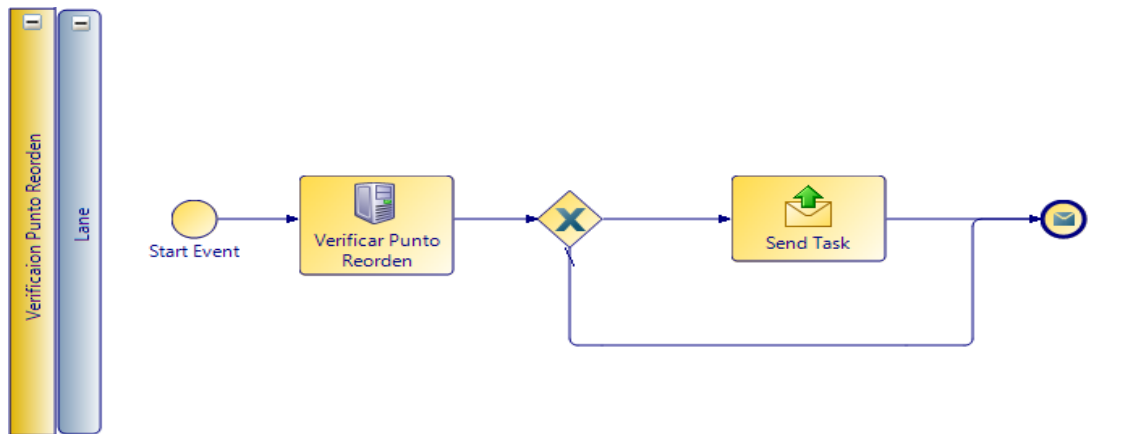 Verificaion Punto Reorden
Lane
Start Event
Verificar Punto
Reorden
Send Task